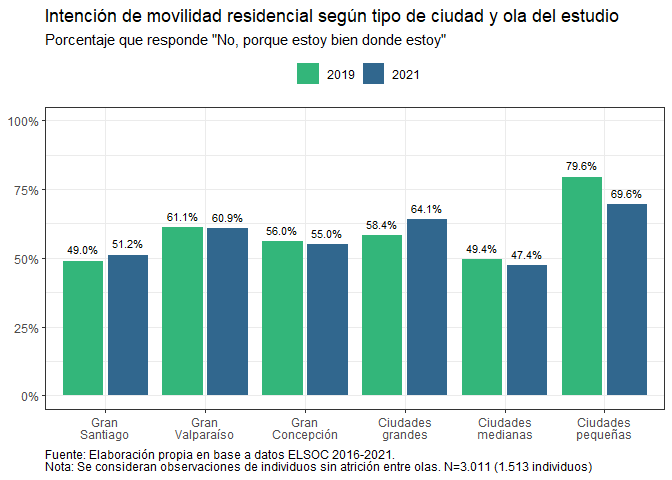 Intención de movilidad residencial según tipo de ciudad y ola del estudio
Porcentaje que responde "No, porque estoy bien donde estoy"
2019 2021
100%
75%
50%
25%
0%
49.0% 51.2% 61.1% 60.9% 56.0% 55.0% 58.4% 64.1% 49.4% 47.4% 79.6% 69.6%
Gran Santiago
Gran Valparaíso
Gran Concepción
Ciudades grandes
Ciudades medianas
Ciudades pequeñas
Fuente: Elaboración propia en base a datos ELSOC 2016-2021.
Nota: Se consideran observaciones de individuos sin atrición entre olas. N=3.011 (1.513 individuos)